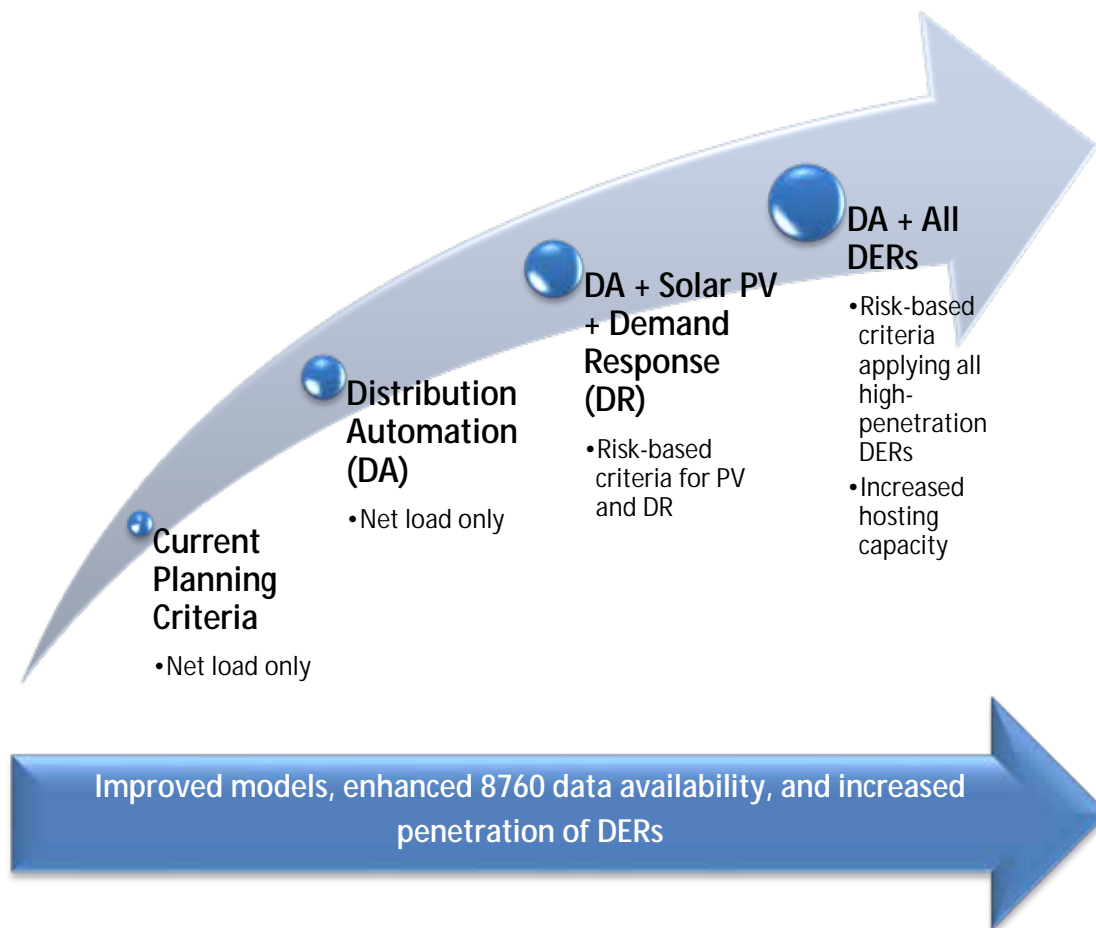 Current
Planning
Criteria
•Net load only
Distribution
Automation
(DA)
•Net load only
DA + Solar PV
+ Demand
Response
(DR)
•Risk-based
criteria for PV
and DR
DA + All
DERs
•Risk-based
criteria
applying all
high-
penetration
DERs
•Increased
hosting
capacity
Improved models, enhanced 8760 data availability, and increased
penetration of DERs